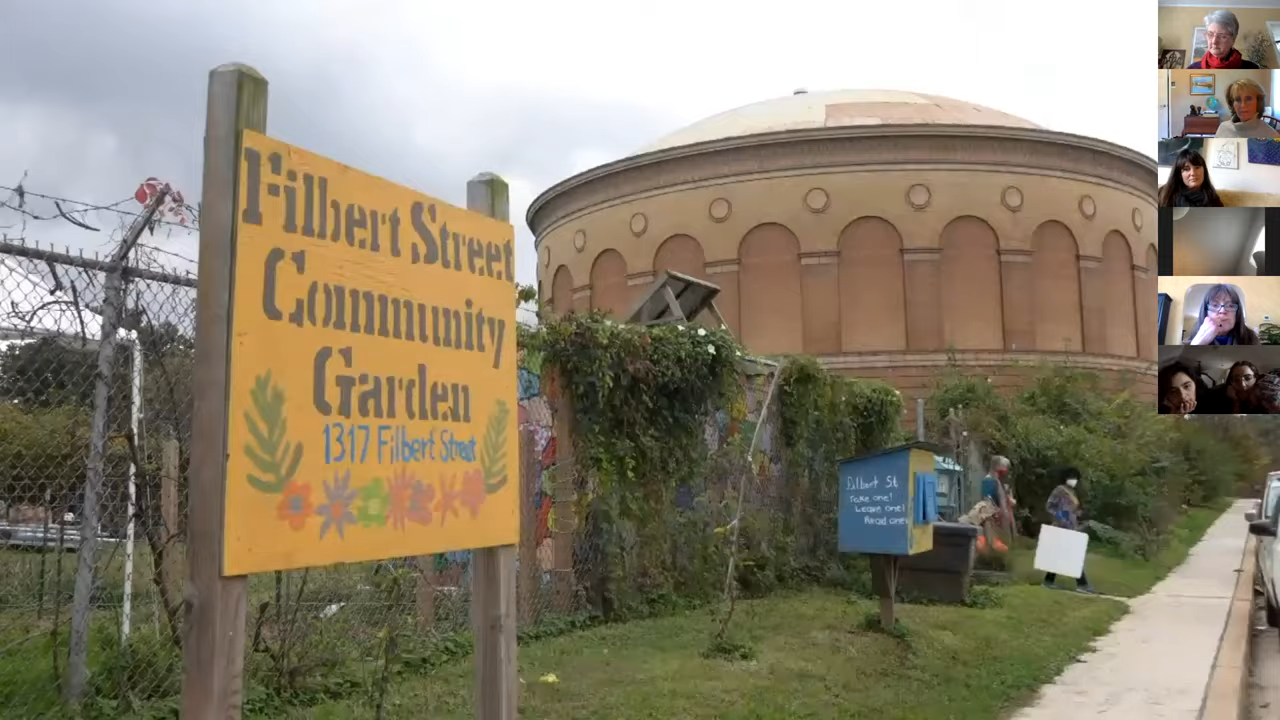 Filbert Street
Community
Garden
1317 Filbert Street
Filbert St.
Take one!
Leave one!
Read one!